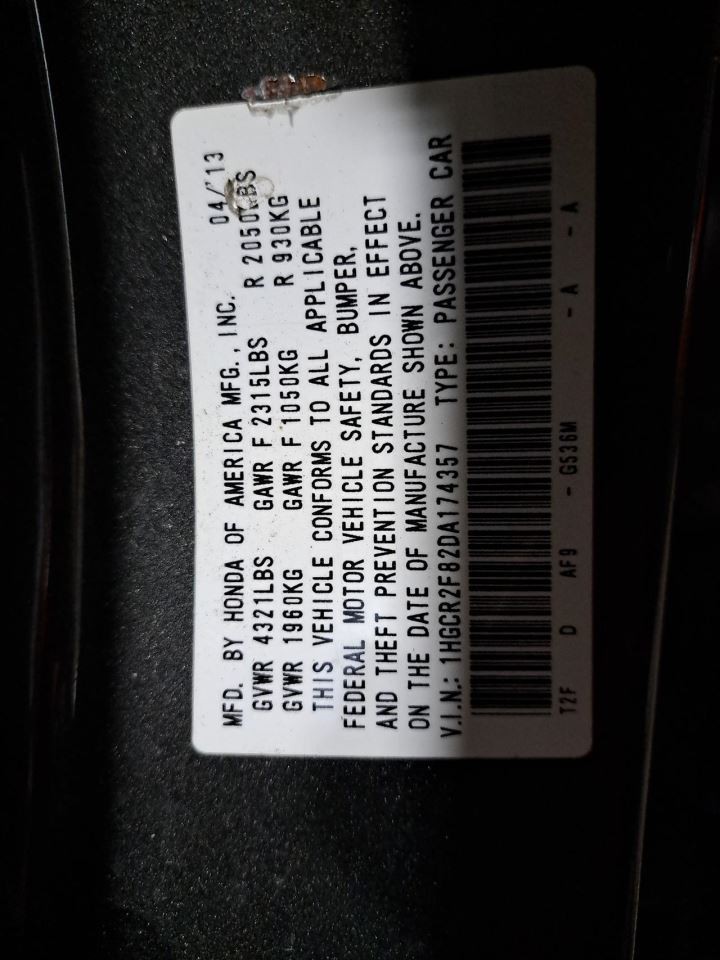 MFD. BY HONDA OF AMERICA MFG., INC. 04/'13
GVWR 4321LBS GAWR F 2315LBS R 2050LBS
GVWR 1960KG GAWR F 1050KG R 930KG
THIS VEHICLE CONFORMS TO ALL APPLICABLE
FEDERAL MOTOR VEHICLE SAFETY, BUMPER,
AND THEFT PREVENTION STANDARDS IN EFFECT
ON THE DATE OF MANUFACTURE SHOWN ABOVE.
V.I.N.: 1HGCR2F82DA174357 TYPE: PASSENGER CAR
T2F D AF9 - G536M - A - A